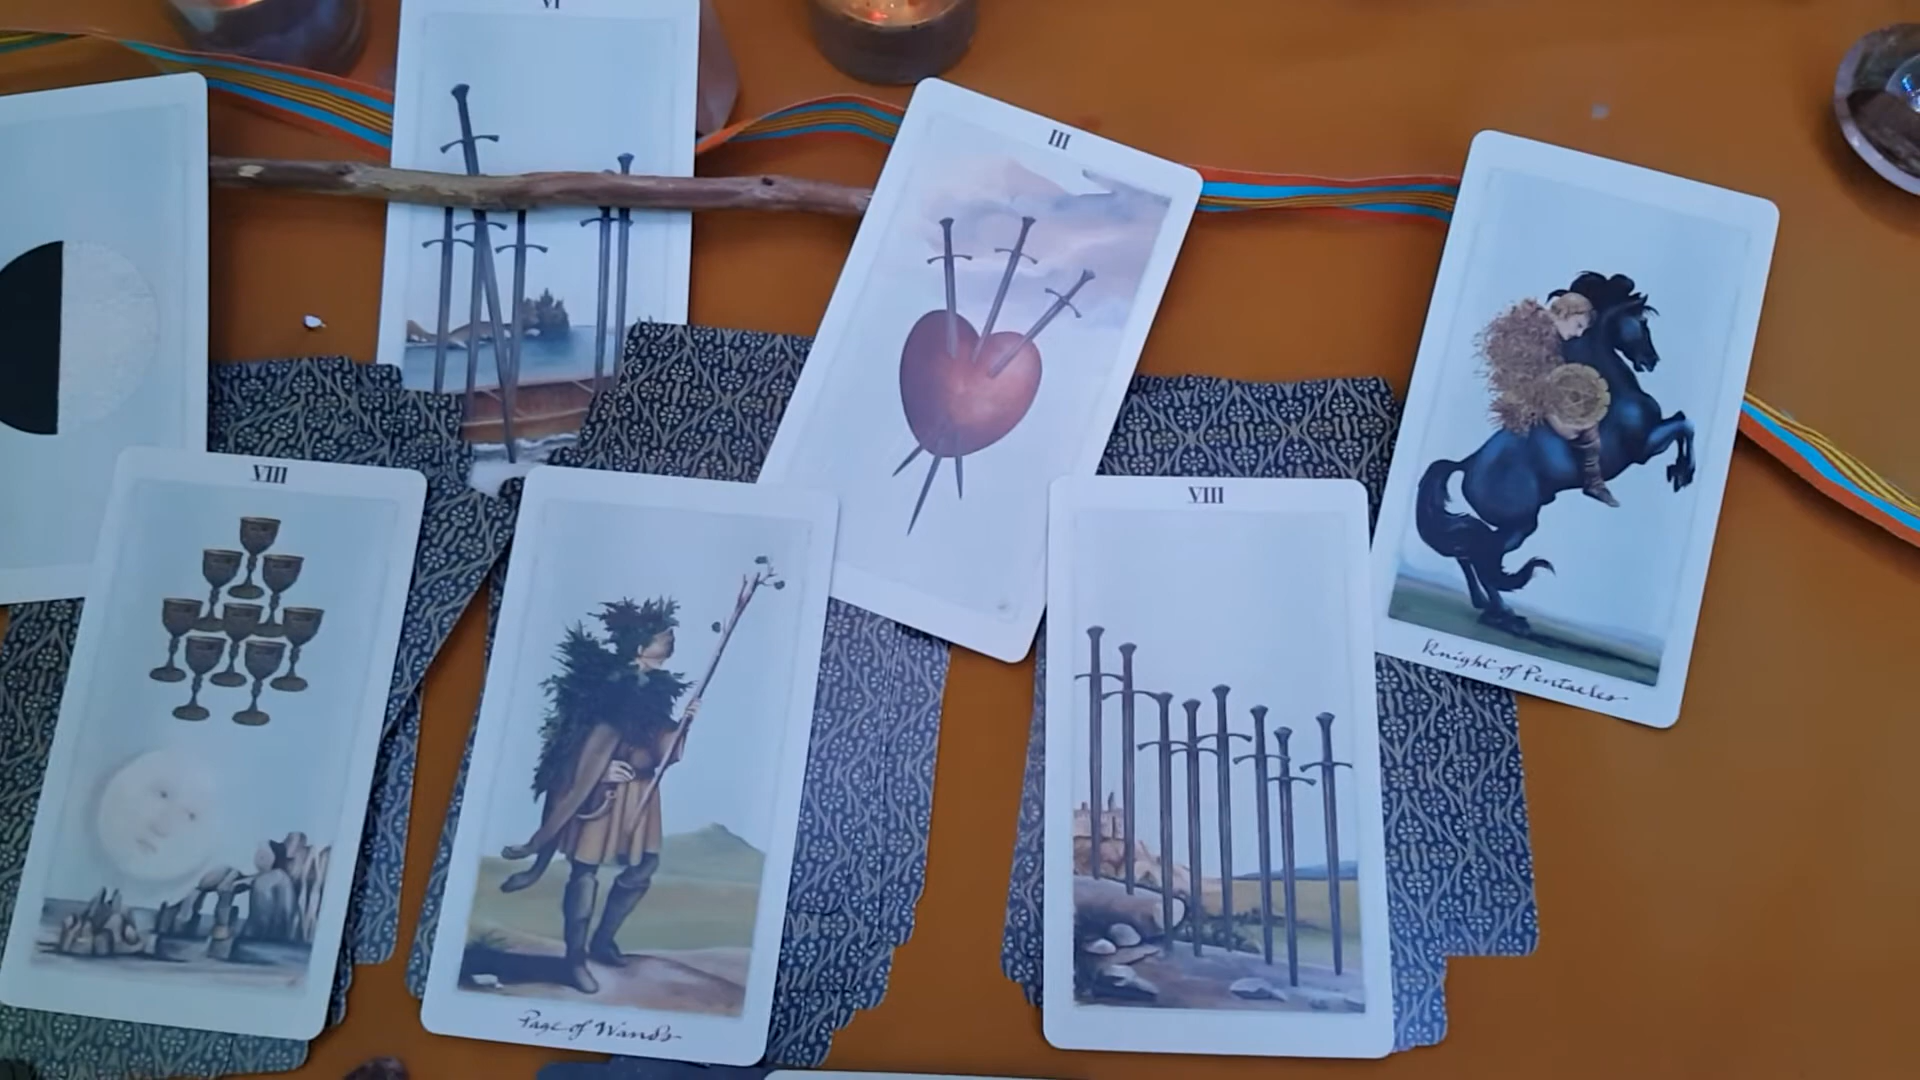 VI
III
VIII
VIII
Knight of Pentacles
Page of Wands